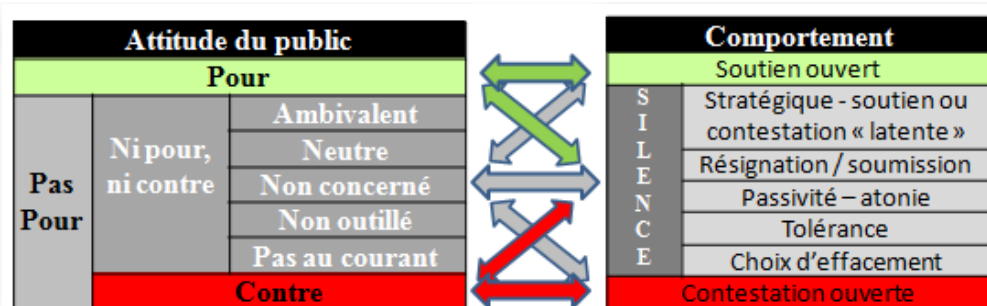 Attitude du public
Pour
Pas Pour
Ni pour, ni contre
Ambivalent
Neutre
Non concerné
Non outillé
Pas au courant
Contre
Comportement
Soutien ouvert
SILENCE
Stratégique - soutien ou
contestation « latente »
Résignation / soumission
Passivité – atonie
Tolérance
Choix d'effacement
Contestation ouverte